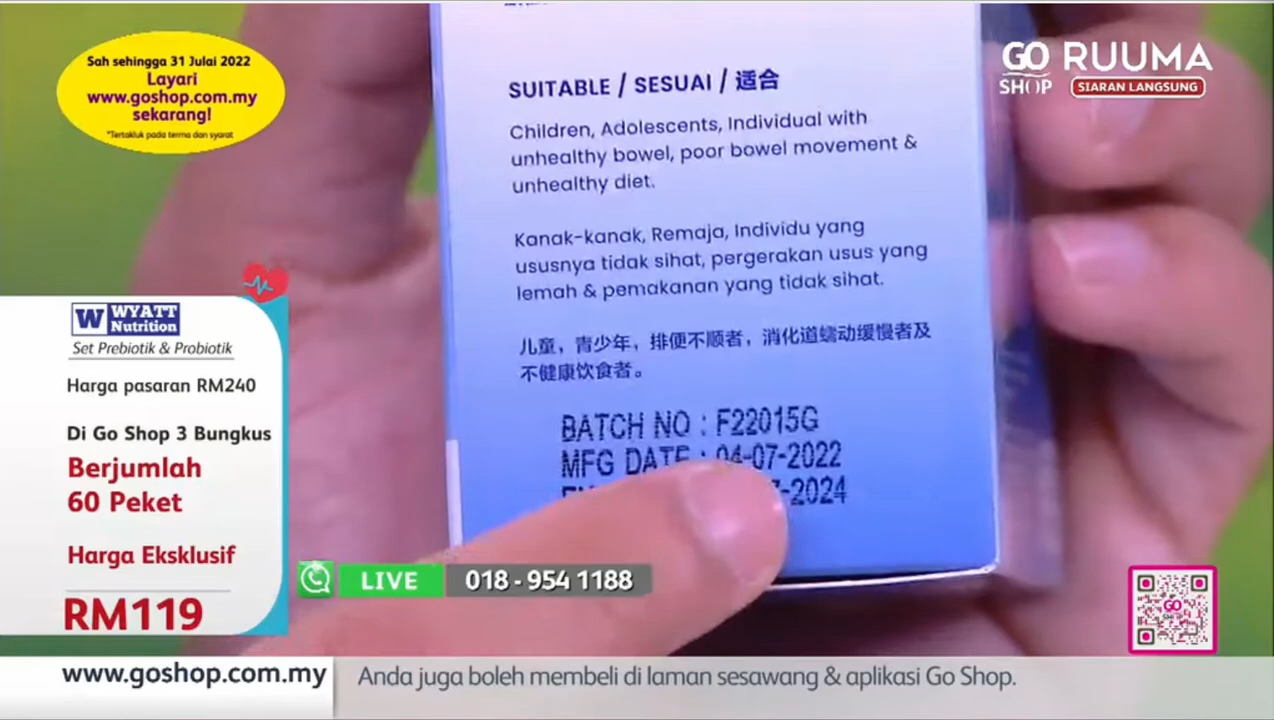 Sah sehingga 31 Julai 2022
Layari
www.goshop.com.my
sekarang!
*Tertakluk pada terma dan syarat
GO SHOP
RUUMA
SIARAN LANGSUNG
SUITABLE / SESUAI / 适合
Children, Adolescents, Individual with
unhealthy bowel, poor bowel movement &
unhealthy diet.
Kanak-kanak, Remaja, Individu yang
ususnya tidak sihat, pergerakan usus yang
lemah & pemakanan yang tidak sihat.
儿童，青少年，排便不顺者，消化道蠕动缓慢者及
不健康饮食者。
BATCH NO : F22015G
MFG DATE : 04-07-2022
-2024
W WYATT
Nutrition
Set Prebiotik & Probiotik
Harga pasaran RM240
Di Go Shop 3 Bungkus
Berjumlah
60 Peket
Harga Eksklusif
RM119
LIVE 018 - 954 1188
GO SHOP
www.goshop.com.my
Anda juga boleh membeli di laman sesawang & aplikasi Go Shop.